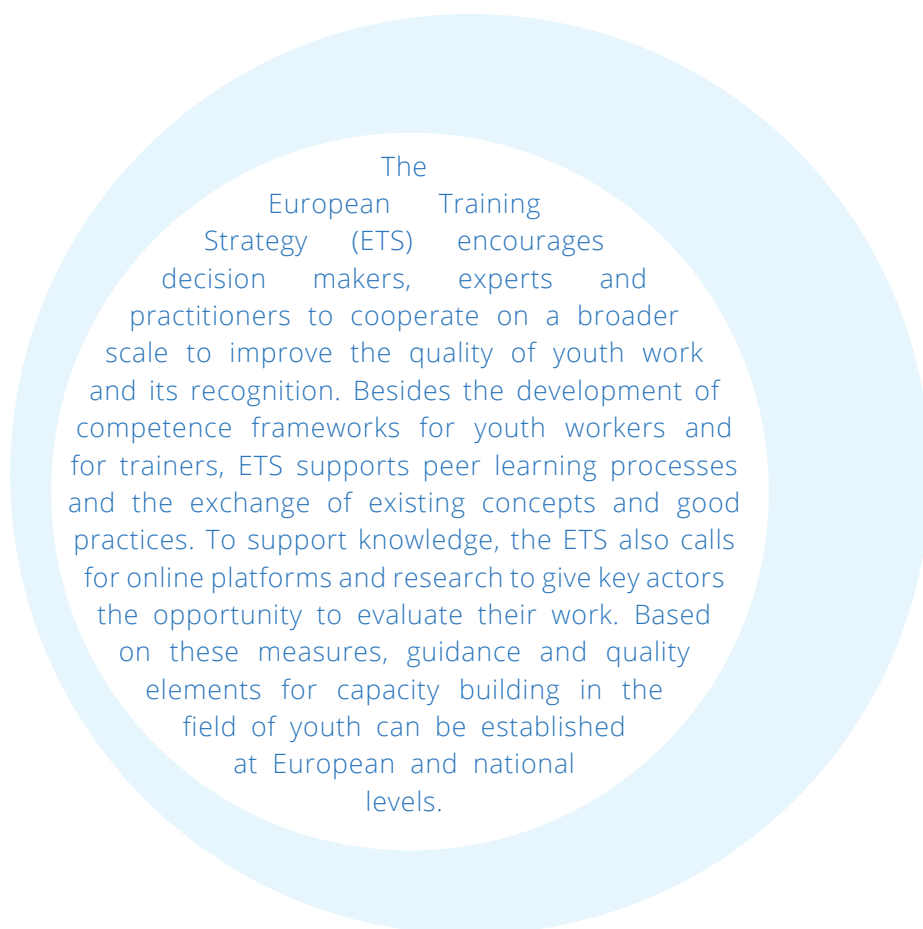 The
European Training
Strategy (ETS) encourages
decision makers, experts and
practitioners to cooperate on a broader
scale to improve the quality of youth work
and its recognition. Besides the development of
competence frameworks for youth workers and
for trainers, ETS supports peer learning processes
and the exchange of existing concepts and good
practices. To support knowledge, the ETS also calls
for online platforms and research to give key actors
the opportunity to evaluate their work. Based
on these measures, guidance and quality
elements for capacity building in the
field of youth can be established
at European and national
levels.